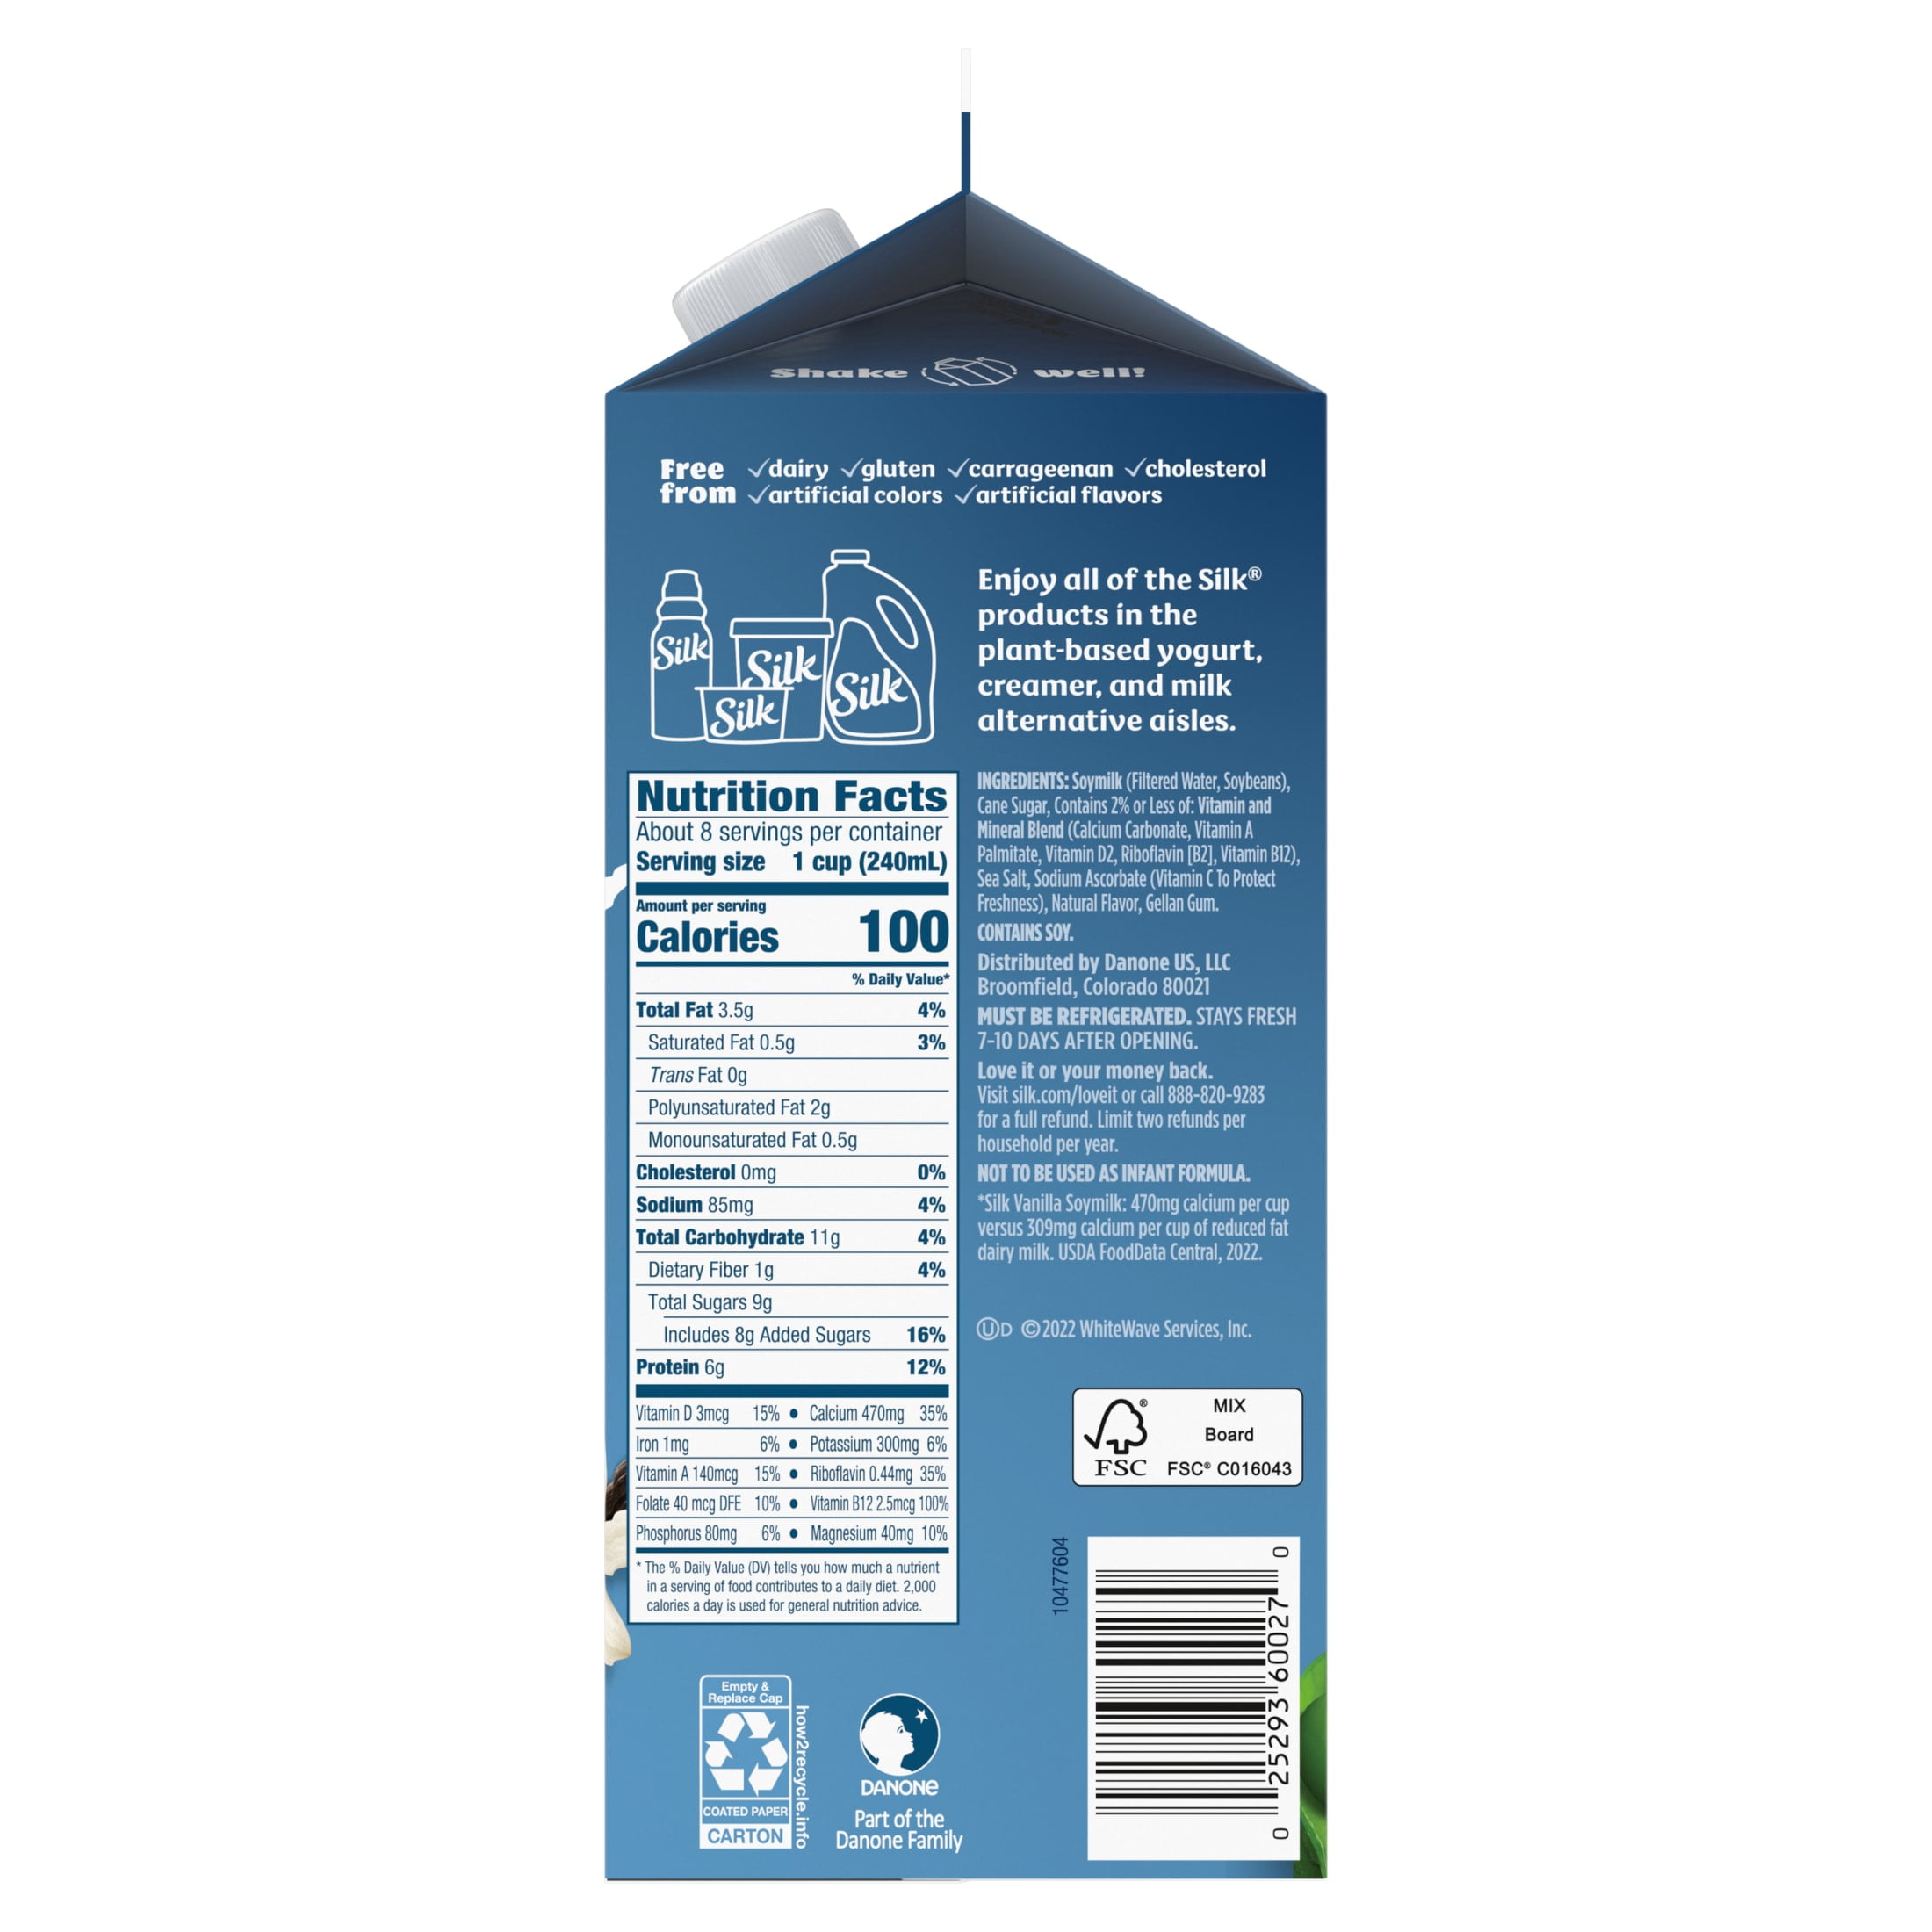 Shake well!
Free from ✓dairy ✓gluten ✓carrageenan ✓cholesterol
✓artificial colors ✓artificial flavors
Silk
Silk
Silk
Silk
Enjoy all of the Silk®
products in the
plant-based yogurt,
creamer, and milk
alternative aisles.
Nutrition Facts
About 8 servings per container
Serving size 1 cup (240mL)
Amount per serving
Calories 100
% Daily Value*
Total Fat 3.5g 4%
Saturated Fat 0.5g 3%
Trans Fat 0g
Polyunsaturated Fat 2g
Monounsaturated Fat 0.5g
Cholesterol 0mg 0%
Sodium 85mg 4%
Total Carbohydrate 11g 4%
Dietary Fiber 1g 4%
Total Sugars 9g
Includes 8g Added Sugars 16%
Protein 6g 12%
Vitamin D 3mcg 15% • Calcium 470mg 35%
Iron 1mg 6% • Potassium 300mg 6%
Vitamin A 140mcg 15% • Riboflavin 0.44mg 35%
Folate 40 mcg DFE 10% • Vitamin B12 2.5mcg 100%
Phosphorus 80mg 6% • Magnesium 40mg 10%
* The % Daily Value (DV) tells you how much a nutrient
in a serving of food contributes to a daily diet. 2,000
calories a day is used for general nutrition advice.
INGREDIENTS: Soymilk (Filtered Water, Soybeans),
Cane Sugar, Contains 2% or Less of: Vitamin and
Mineral Blend (Calcium Carbonate, Vitamin A
Palmitate, Vitamin D2, Riboflavin [B2], Vitamin B12),
Sea Salt, Sodium Ascorbate (Vitamin C To Protect
Freshness), Natural Flavor, Gellan Gum.
CONTAINS SOY.
Distributed by Danone US, LLC
Broomfield, Colorado 80021
MUST BE REFRIGERATED. STAYS FRESH
7-10 DAYS AFTER OPENING.
Love it or your money back.
Visit silk.com/loveit or call 888-820-9283
for a full refund. Limit two refunds per
household per year.
NOT TO BE USED AS INFANT FORMULA.
*Silk Vanilla Soymilk: 470mg calcium per cup
versus 309mg calcium per cup of reduced fat
dairy milk. USDA FoodData Central, 2022.
UD ©2022 WhiteWave Services, Inc.
MIX
Board
FSC® C016043
® FSC
10477604
0 25293 60027 0
Empty &
Replace Cap
COATED PAPER
CARTON
how2recycle.info
DANONE
Part of the
Danone Family